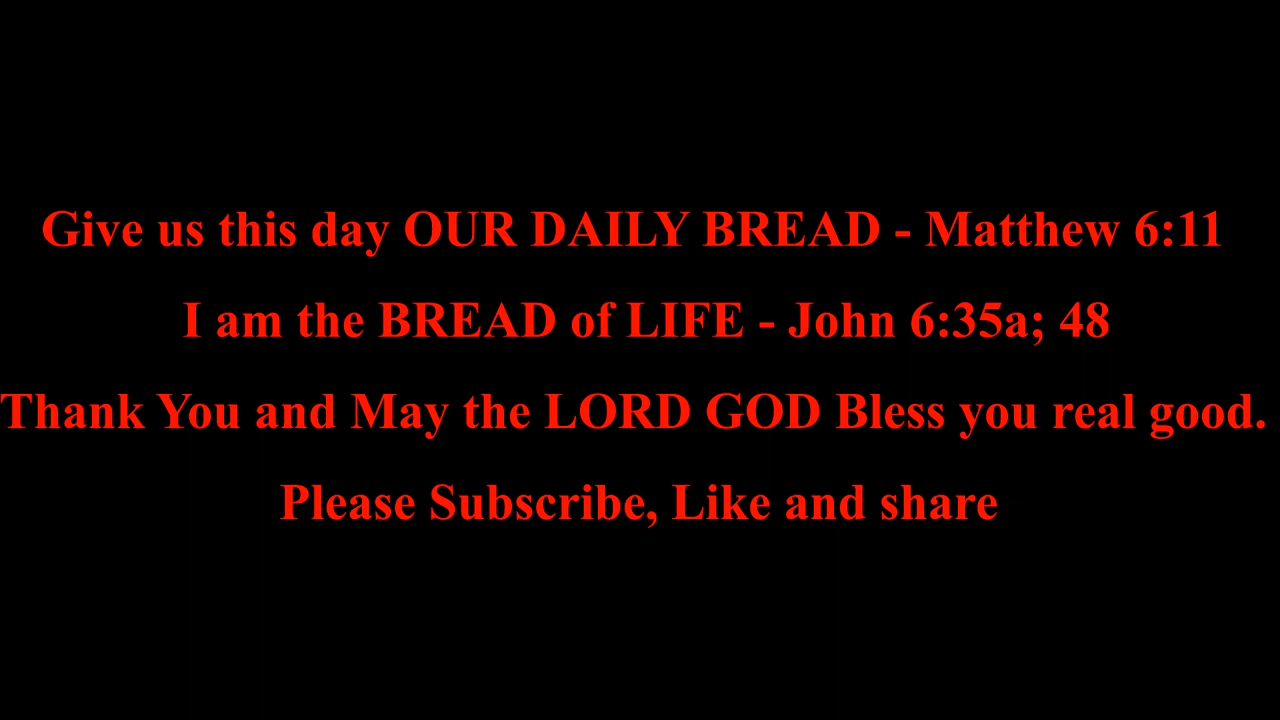 Give us this day OUR DAILY BREAD - Matthew 6:11
I am the BREAD of LIFE - John 6:35a; 48
Thank You and May the LORD GOD Bless you real good.
Please Subscribe, Like and share